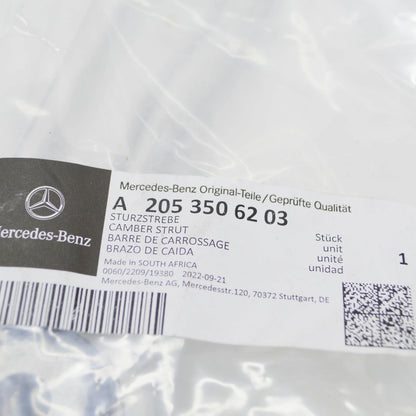 Mercedes-Benz Original-Teile/Geprüfte Qualität
A 205 350 62 03
STURZSTREBE
CAMBER STRUT
BARRE DE CARROSSAGE
BRAZO DE CAIDA
Stück
unit
unité
unidad
1
Made in SOUTH AFRICA
0060/2209/19380 2022-09-21
Mercedes-Benz AG, Mercedesstr.120, 70372 Stuttgart, DE
Mercedes-Benz